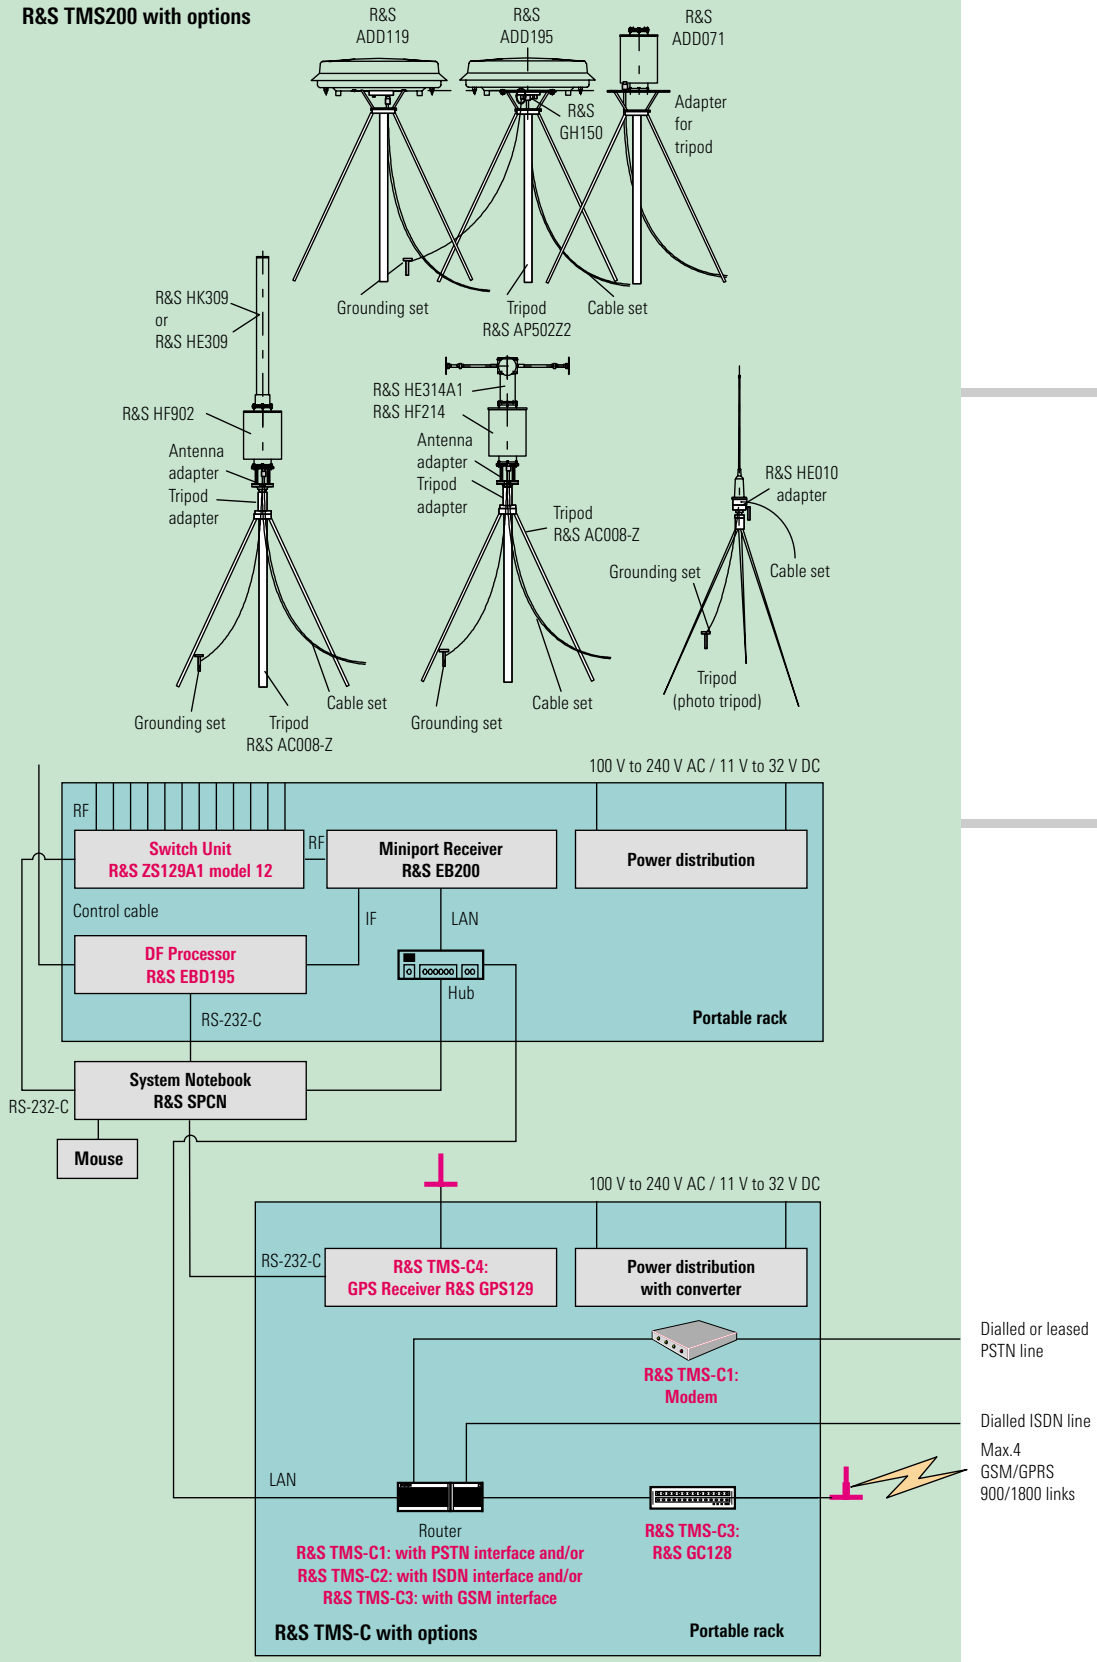 R&S TMS200 with options
R&S
ADD119
R&S
ADD195
R&S
ADD071
R&S
GH150
Adapter
for
tripod
Grounding set
Tripod
R&S AP502Z2
Cable set
R&S HK309
or
R&S HE309
R&S HF902
Antenna
adapter
Tripod
adapter
Grounding set
Tripod
R&S AC008-Z
Cable set
R&S HE314A1
R&S HF214
Antenna
adapter
Tripod
adapter
Tripod
R&S AC008-Z
Grounding set
Cable set
R&S HE010
adapter
Grounding set
Cable set
Tripod
(photo tripod)
100 V to 240 V AC / 11 V to 32 V DC
RF
Switch Unit
R&S ZS129A1 model 12
RF
Miniport Receiver
R&S EB200
Power distribution
Control cable
IF
LAN
DF Processor
R&S EBD195
Hub
RS-232-C
Portable rack
System Notebook
R&S SPCN
RS-232-C
Mouse
100 V to 240 V AC / 11 V to 32 V DC
RS-232-C
R&S TMS-C4:
GPS Receiver R&S GPS129
Power distribution
with converter
Dialled or leased
PSTN line
R&S TMS-C1:
Modem
Dialled ISDN line
Max.4
GSM/GPRS
900/1800 links
LAN
Router
R&S TMS-C1: with PSTN interface and/or
R&S TMS-C2: with ISDN interface and/or
R&S TMS-C3: with GSM interface
R&S TMS-C3:
R&S GC128
R&S TMS-C with options
Portable rack